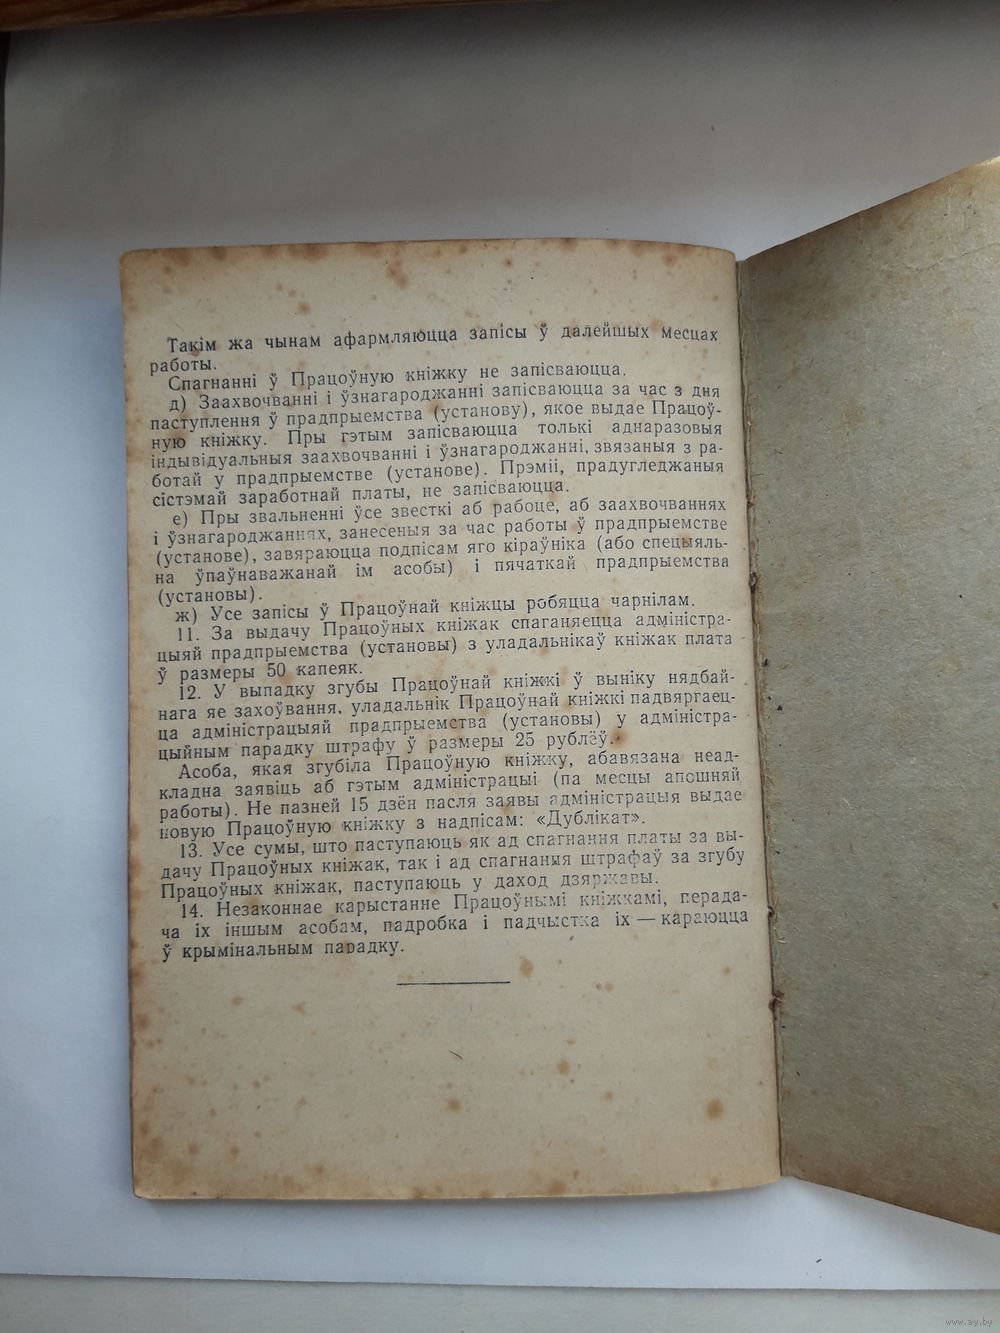 Такім жа чынам афармляюцца запісы ў далейшых месцах
работы.
Спагнанні ў Працоўную кніжку не запісваюцца.
д) Заахвочванні і ўзнагароджанні запісваюцца за час з дня
паступлення ў прадпрыемства (установу), якое выдае Працоў-
ную кніжку. Пры гэтым запісваюцца толькі аднаразовыя
індывідуальныя заахвочванні і ўзнагароджанні, звязаныя з ра-
ботай у прадпрыемстве (установе). Прэміі, прадугледжаныя
сістэмай заработнай платы, не запісваюцца.
е) Пры звальненні ўсе звесткі аб рабоце, аб заахвочваннях
і ўзнагароджаннях, занесеныя за час работы ў прадпрыемстве
(установе), завяраюцца подпісам яго кіраўніка (або спецыяль-
на ўпаўнаважанай ім асобы) і пячаткай прадпрыемства
(установы).
ж) Усе запісы ў Працоўнай кніжцы робяцца чарнілам.
11. За выдачу Працоўных кніжак спаганяецца адміністра-
цыяй прадпрыемства (установы) з уладальнікаў кніжак плата
ў размеры 50 капеяк.
12. У выпадку згубы Працоўнай кніжкі ў выніку нядбай-
нага яе захоўвання, уладальнік Працоўнай кніжкі падвяргаец-
ца адміністрацыяй прадпрыемства (установы) у адміністра-
цыйным парадку штрафу ў размеры 25 рублёў.
Асоба, якая згубіла Працоўную кніжку, абавязана неад-
кладна заявіць аб гэтым адміністрацыі (па месцы апошняй
работы). Не пазней 15 дзён пасля заявы адміністрацыя выдае
новую Працоўную кніжку з надпісам: «Дублікат».
13. Усе сумы, што паступаюць як ад спагнання платы за вы-
дачу Працоўных кніжак, так і ад спагнання штрафаў за згубу
Працоўных кніжак, паступаюць у даход дзяржавы.
14. Незаконнае карыстанне Працоўнымі кніжкамі, перада-
ча іх іншым асобам, падробка і падчыстка іх — караюцца
ў крымінальным парадку.
www.ay.by